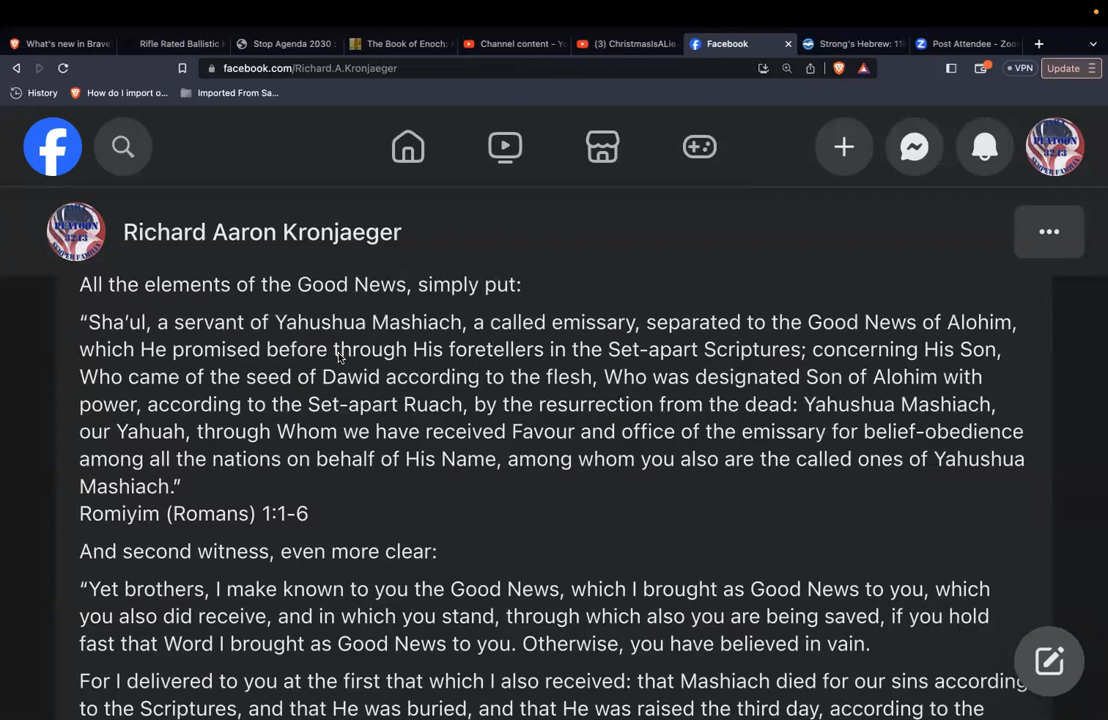 What's new in Brave
Rifle Rated Ballistic
Stop Agenda 2030
The Book of Enoch:
Channel content - Yo
(3) ChristmasIsALie
Facebook
Strong's Hebrew: 11
Post Attendee - Zoo
facebook.com/Richard.A.Kronjaeger
VPN
Update
History
How do I import o...
Imported From Sa...
Richard Aaron Kronjaeger
All the elements of the Good News, simply put:
“Sha’ul, a servant of Yahushua Mashiach, a called emissary, separated to the Good News of Alohim,
which He promised before through His foretellers in the Set-apart Scriptures; concerning His Son,
Who came of the seed of Dawid according to the flesh, Who was designated Son of Alohim with
power, according to the Set-apart Ruach, by the resurrection from the dead: Yahushua Mashiach,
our Yahuah, through Whom we have received Favour and office of the emissary for belief-obedience
among all the nations on behalf of His Name, among whom you also are the called ones of Yahushua
Mashiach.”
Romiyim (Romans) 1:1-6
And second witness, even more clear:
“Yet brothers, I make known to you the Good News, which I brought as Good News to you, which
you also did receive, and in which you stand, through which also you are being saved, if you hold
fast that Word I brought as Good News to you. Otherwise, you have believed in vain.
For I delivered to you at the first that which I also received: that Mashiach died for our sins according
to the Scriptures, and that He was buried, and that He was raised the third day, according to the